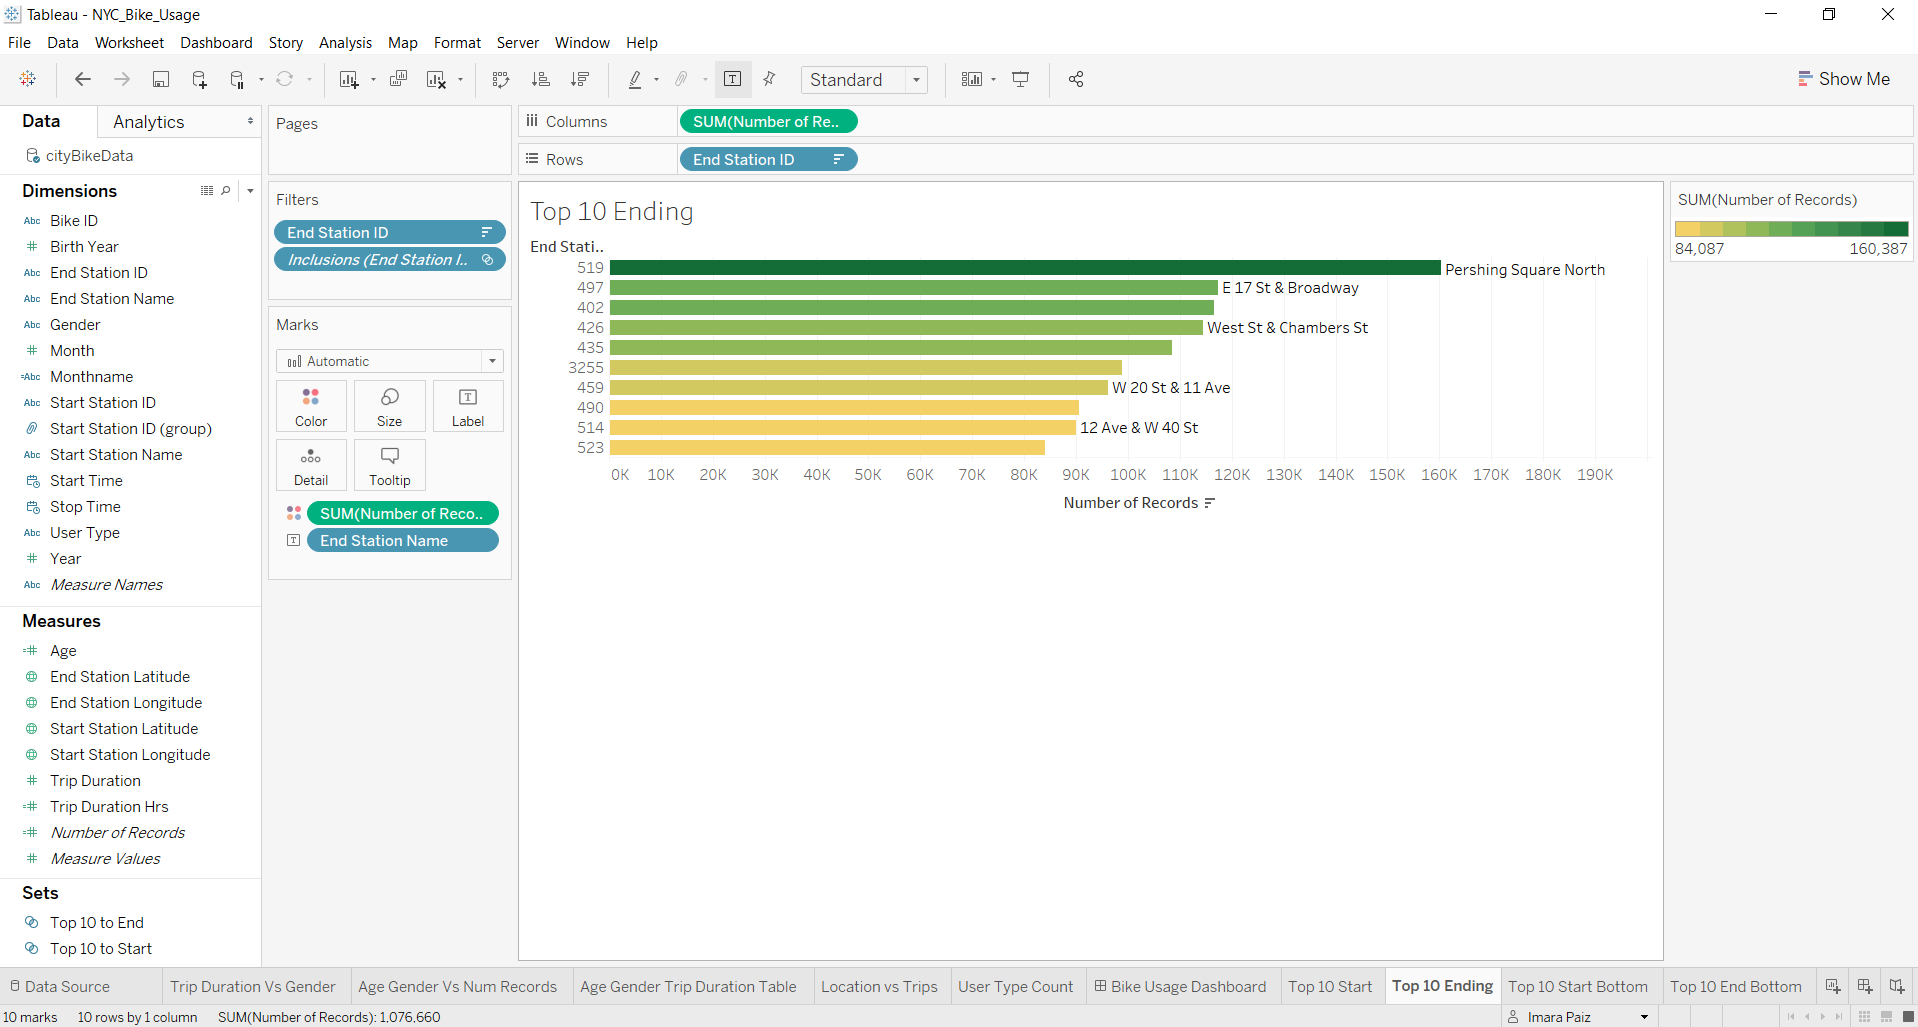 Tableau - NYC_Bike_Usage
File Data Worksheet Dashboard Story Analysis Map Format Server Window Help
Standard
Show Me
Data Analytics
cityBikeData
Dimensions
Abc Bike ID
# Birth Year
Abc End Station ID
Abc End Station Name
Abc Gender
# Month
=Abc Monthname
Abc Start Station ID
Start Station ID (group)
Abc Start Station Name
Start Time
Stop Time
Abc User Type
# Year
Abc Measure Names
Measures
=# Age
End Station Latitude
End Station Longitude
Start Station Latitude
Start Station Longitude
# Trip Duration
=# Trip Duration Hrs
=# Number of Records
# Measure Values
Sets
Top 10 to End
Top 10 to Start
Pages
Filters
End Station ID
Inclusions (End Station I..
Marks
Automatic
Color Size Label
Detail Tooltip
SUM(Number of Reco..
End Station Name
Columns SUM(Number of Re..
Rows End Station ID
Top 10 Ending
End Stati..
519 Pershing Square North
497 E 17 St & Broadway
402
426 West St & Chambers St
435
3255
459 W 20 St & 11 Ave
490
514 12 Ave & W 40 St
523
0K 10K 20K 30K 40K 50K 60K 70K 80K 90K 100K 110K 120K 130K 140K 150K 160K 170K 180K 190K
Number of Records
SUM(Number of Records)
84,087 160,387
Data Source Trip Duration Vs Gender Age Gender Vs Num Records Age Gender Trip Duration Table Location vs Trips User Type Count Bike Usage Dashboard Top 10 Start Top 10 Ending Top 10 Start Bottom Top 10 End Bottom
10 marks 10 rows by 1 column SUM(Number of Records): 1,076,660 Imara Paiz